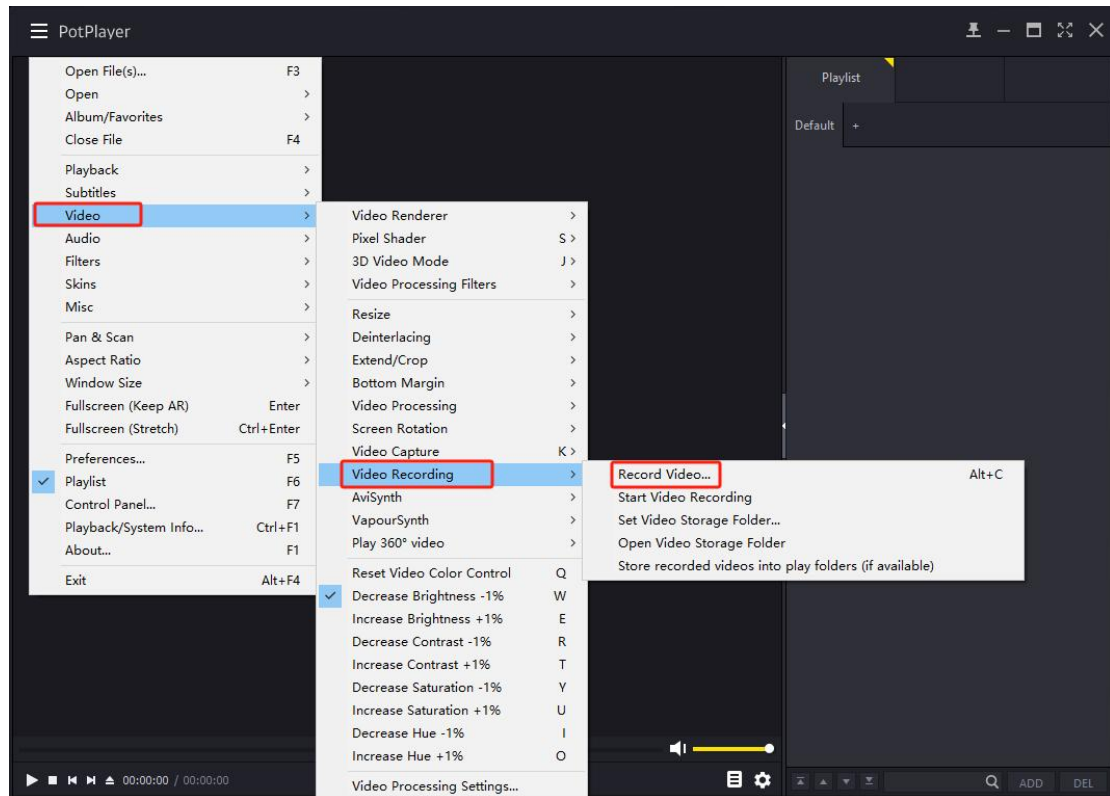 PotPlayer
Open File(s)... F3
Open
Album/Favorites
Close File F4
Playback
Subtitles
Video
Audio
Filters
Skins
Misc
Pan & Scan
Aspect Ratio
Window Size
Fullscreen (Keep AR) Enter
Fullscreen (Stretch) Ctrl+Enter
Preferences... F5
Playlist F6
Control Panel... F7
Playback/System Info... Ctrl+F1
About... F1
Exit Alt+F4
Video Renderer
Pixel Shader S
3D Video Mode J
Video Processing Filters
Resize
Deinterlacing
Extend/Crop
Bottom Margin
Video Processing
Screen Rotation
Video Capture K
Video Recording
AviSynth
VapourSynth
Play 360° video
Reset Video Color Control Q
Decrease Brightness -1% W
Increase Brightness +1% E
Decrease Contrast -1% R
Increase Contrast +1% T
Decrease Saturation -1% Y
Increase Saturation +1% U
Decrease Hue -1% I
Increase Hue +1% O
Video Processing Settings...
Record Video... Alt+C
Start Video Recording
Set Video Storage Folder...
Open Video Storage Folder
Store recorded videos into play folders (if available)
Playlist
Default +
00:00:00 / 00:00:00
ADD DEL